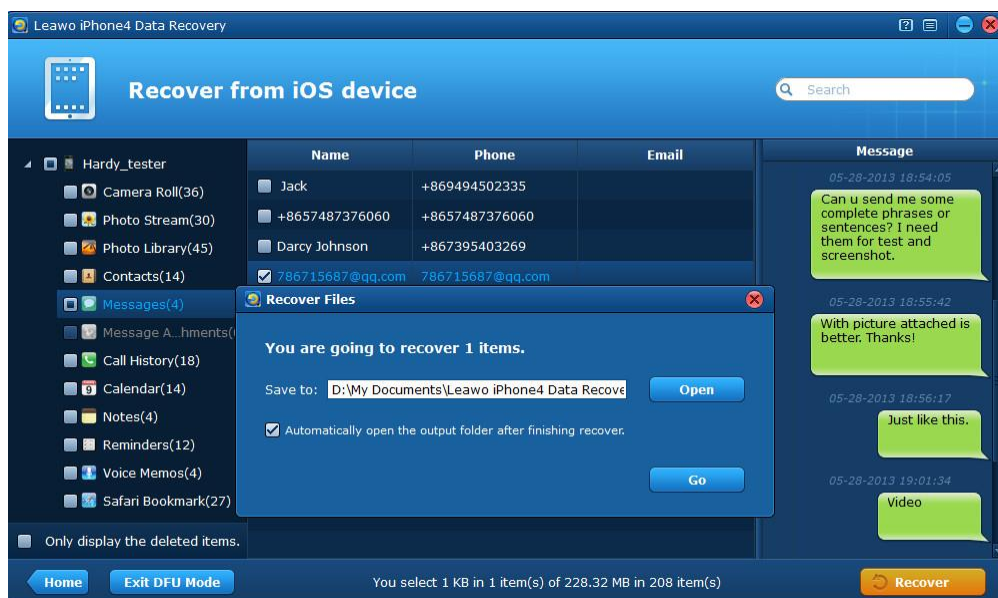 Leawo iPhone4 Data Recovery
Recover from iOS device
Search
Hardy_tester
Camera Roll(36)
Photo Stream(30)
Photo Library(45)
Contacts(14)
Messages(4)
Message A...hments(
Call History(18)
9
Calendar(14)
Notes(4)
Reminders(12)
Voice Memos(4)
Safari Bookmark(27)
Only display the deleted items.
Name Phone Email
Jack +869494502335
+8657487376060 +8657487376060
Darcy Johnson +867395403269
786715687@qq.com 786715687@qq.com
Recover Files
You are going to recover 1 items.
Save to: D:\My Documents\Leawo iPhone4 Data Recove Open
Automatically open the output folder after finishing recover.
Go
Message
05-28-2013 18:54:05
Can u send me some
complete phrases or
sentences? I need
them for test and
screenshot.
05-28-2013 18:55:42
With picture attached is
better. Thanks!
05-28-2013 18:56:17
Just like this.
05-28-2013 19:01:34
Video
Home Exit DFU Mode You select 1 KB in 1 item(s) of 228.32 MB in 208 item(s) Recover